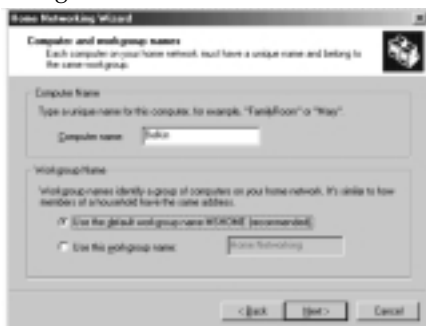 Home Networking Wizard
Computer and workgroup names
Each computer on your home network must have a unique name and belong to
the same workgroup.
Computer Name
Type a unique name for this computer, for example, "FamilyRoom" or "Mary".
Computer name:
Workgroup Name
Workgroup names identify a group of computers on your home network. It's similar to how
members of a household have the same address.
Use the default workgroup name MSHOME (recommended)
Use this workgroup name:
Home Networking
< Back
Next >
Cancel